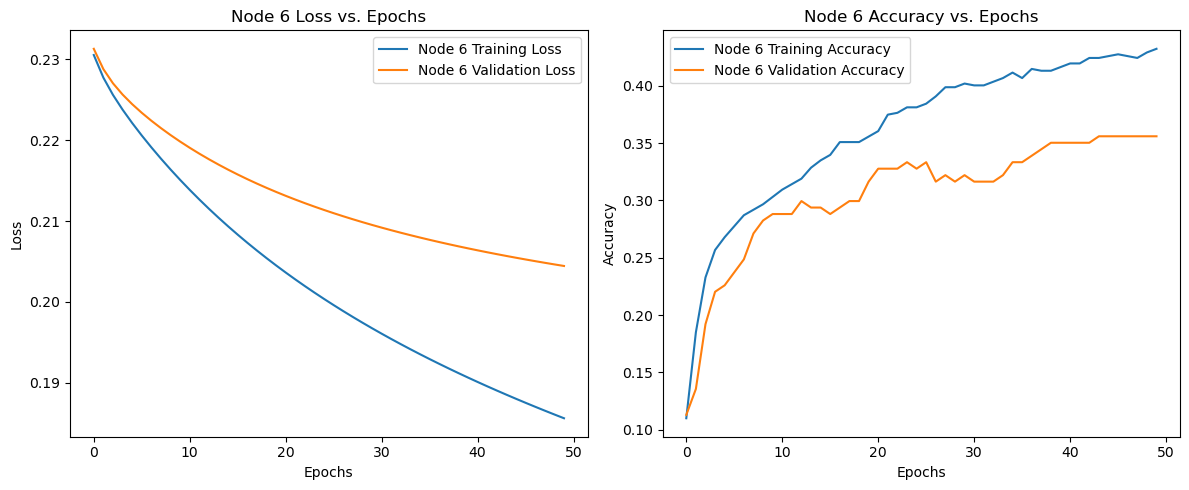 Node 6 Loss vs. Epochs
Node 6 Training Loss
Node 6 Validation Loss
0.23
0.22
0.21
0.20
0.19
Loss
0 10 20 30 40 50
Epochs
Node 6 Accuracy vs. Epochs
Node 6 Training Accuracy
Node 6 Validation Accuracy
0.40
0.35
0.30
0.25
0.20
0.15
0.10
Accuracy
0 10 20 30 40 50
Epochs